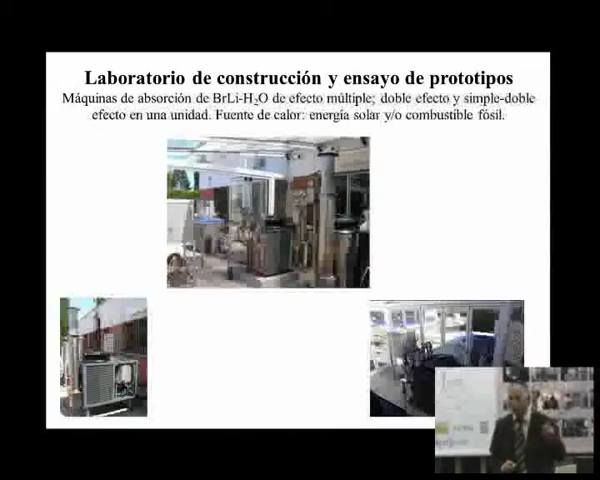 Laboratorio de construcción y ensayo de prototipos
Máquinas de absorción de BrLi-H₂O de efecto múltiple; doble efecto y simple-doble
efecto en una unidad. Fuente de calor: energía solar y/o combustible fósil.